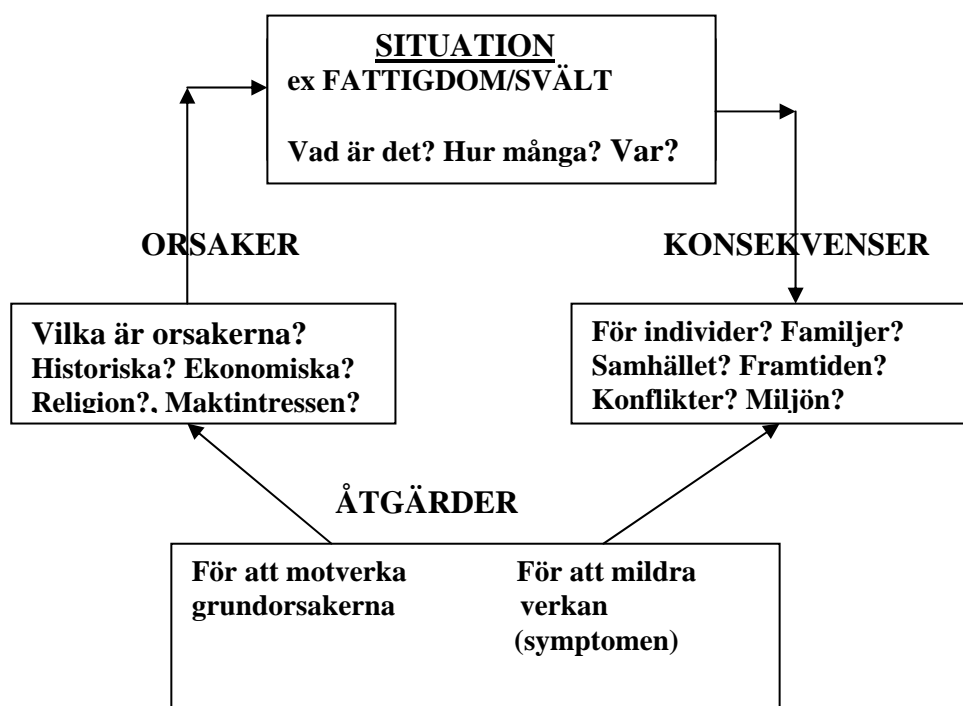 SITUATION
ex FATTIGDOM/SVÄLT
Vad är det? Hur många? Var?
ORSAKER
KONSEKVENSER
Vilka är orsakerna?
Historiska? Ekonomiska?
Religion?, Maktintressen?
För individer? Familjer?
Samhället? Framtiden?
Konflikter? Miljön?
ÅTGÄRDER
För att motverka
grundorsakerna
För att mildra
verkan
(symptomen)